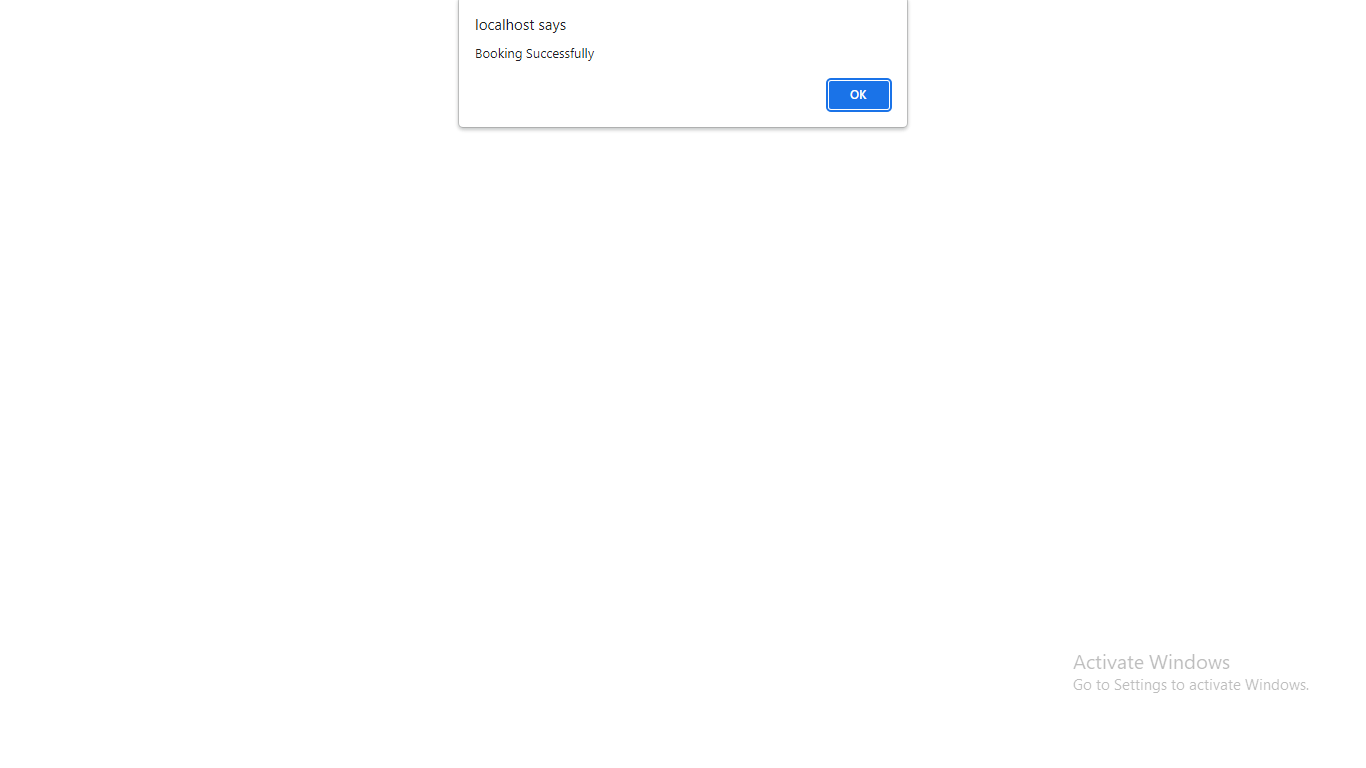 localhost says
Booking Successfully
OK
Activate Windows
Go to Settings to activate Windows.